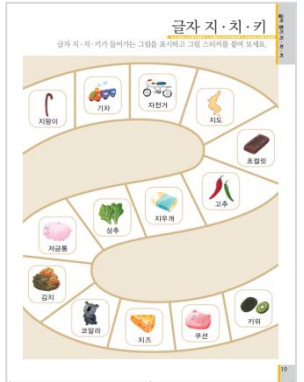 글자 지·치·키
글자 지·치·키가 들어가는 그림을 표시하고 그림 스티커를 붙여 보세요.
지팡이
기차
자전거
지도
초컬릿
고추
지우개
상추
저금통
김치
코알라
치즈
쿠션
키위
19